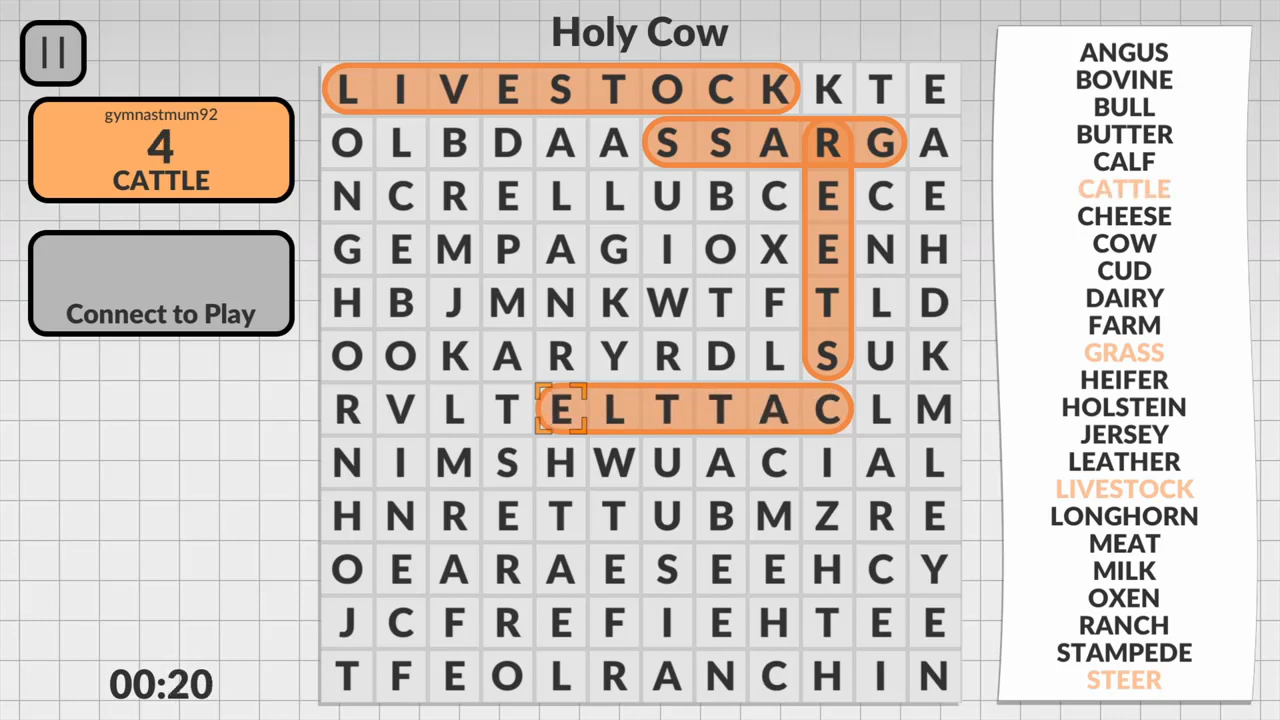 Holy Cow
gymnastmum92
4
CATTLE
Connect to Play
00:20
L I V E S T O C K K T E
O L B D A A S S A R G A
N C R E L L U B C E C E
G E M P A G I O X E N H
H B J M N K W T F T L D
O O K A R Y R D L S U K
R V L T E L T T A C L M
N I M S H W U A C I A L
H N R E T T U B M Z R E
O E A R A E S E E H C Y
J C F R E F I E H T E E
T F E O L R A N C H I N
ANGUS
BOVINE
BULL
BUTTER
CALF
CATTLE
CHEESE
COW
CUD
DAIRY
FARM
GRASS
HEIFER
HOLSTEIN
JERSEY
LEATHER
LIVESTOCK
LONGHORN
MEAT
MILK
OXEN
RANCH
STAMPEDE
STEER